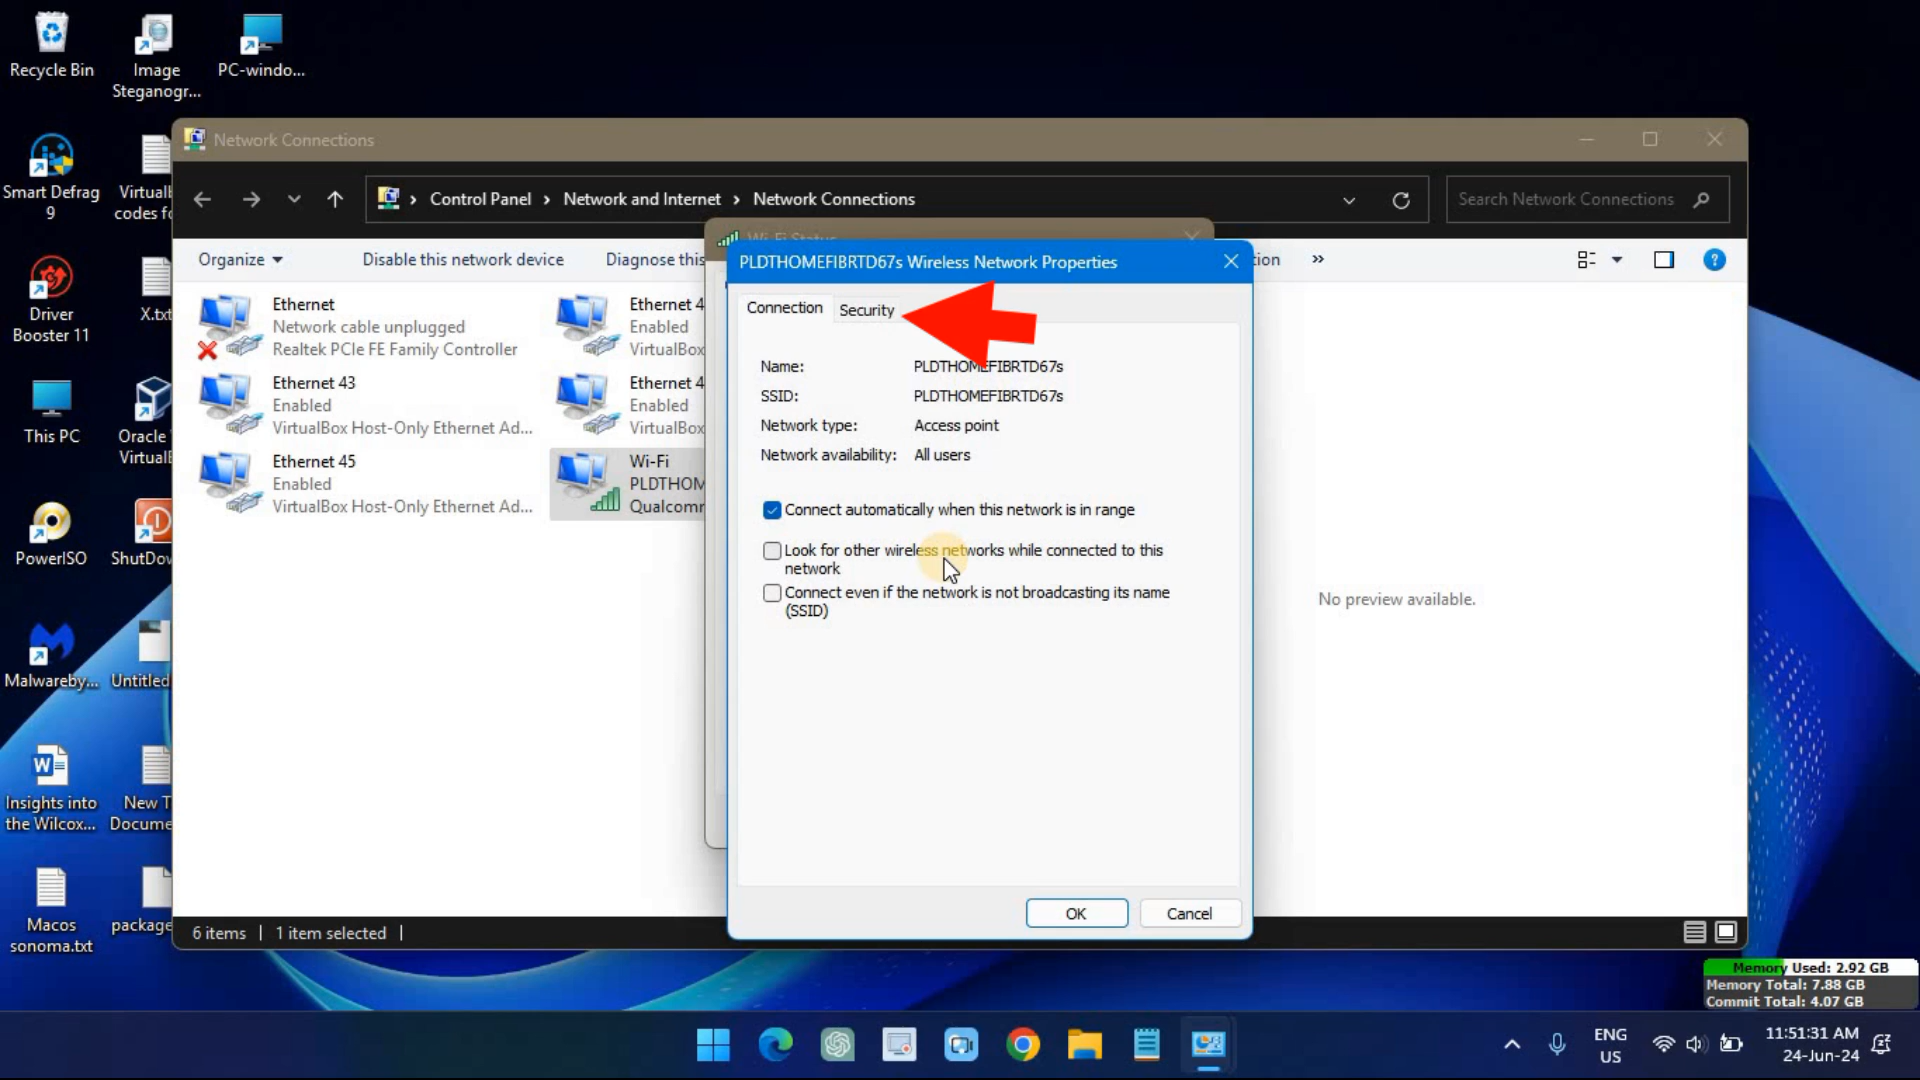 Recycle Bin
Image
Steganogr...
PC-windo...
Smart Defrag
9
Driver
Booster 11
X.txt
This PC
Oracle
PowerISO
Malwareby...
Untitled
Insights into
the Wilcox...
New T
Docume
Macos
sonoma.txt
package
Network Connections
Control Panel > Network and Internet > Network Connections
Search Network Connections
Organize
Disable this network device
Diagnose this
tion
»
Ethernet
Network cable unplugged
Realtek PCIe FE Family Controller
Ethernet 43
Enabled
VirtualBox Host-Only Ethernet Ad...
Ethernet 45
Enabled
VirtualBox Host-Only Ethernet Ad...
Ethernet 4
Enabled
VirtualBox
Ethernet 4
Enabled
VirtualBox
Wi-Fi
PLDTHOM
Qualcomm
Wi-Fi Status
PLDTHOMEFIBRTD67s Wireless Network Properties
Connection
Security
Name: PLDTHOMEFIBRTD67s
SSID: PLDTHOMEFIBRTD67s
Network type: Access point
Network availability: All users
Connect automatically when this network is in range
Look for other wireless networks while connected to this
network
Connect even if the network is not broadcasting its name
(SSID)
OK
Cancel
No preview available.
6 items
1 item selected
Memory Used: 2.92 GB
Memory Total: 7.88 GB
Commit Total: 4.07 GB
ENG
US
11:51:31 AM
24-Jun-24